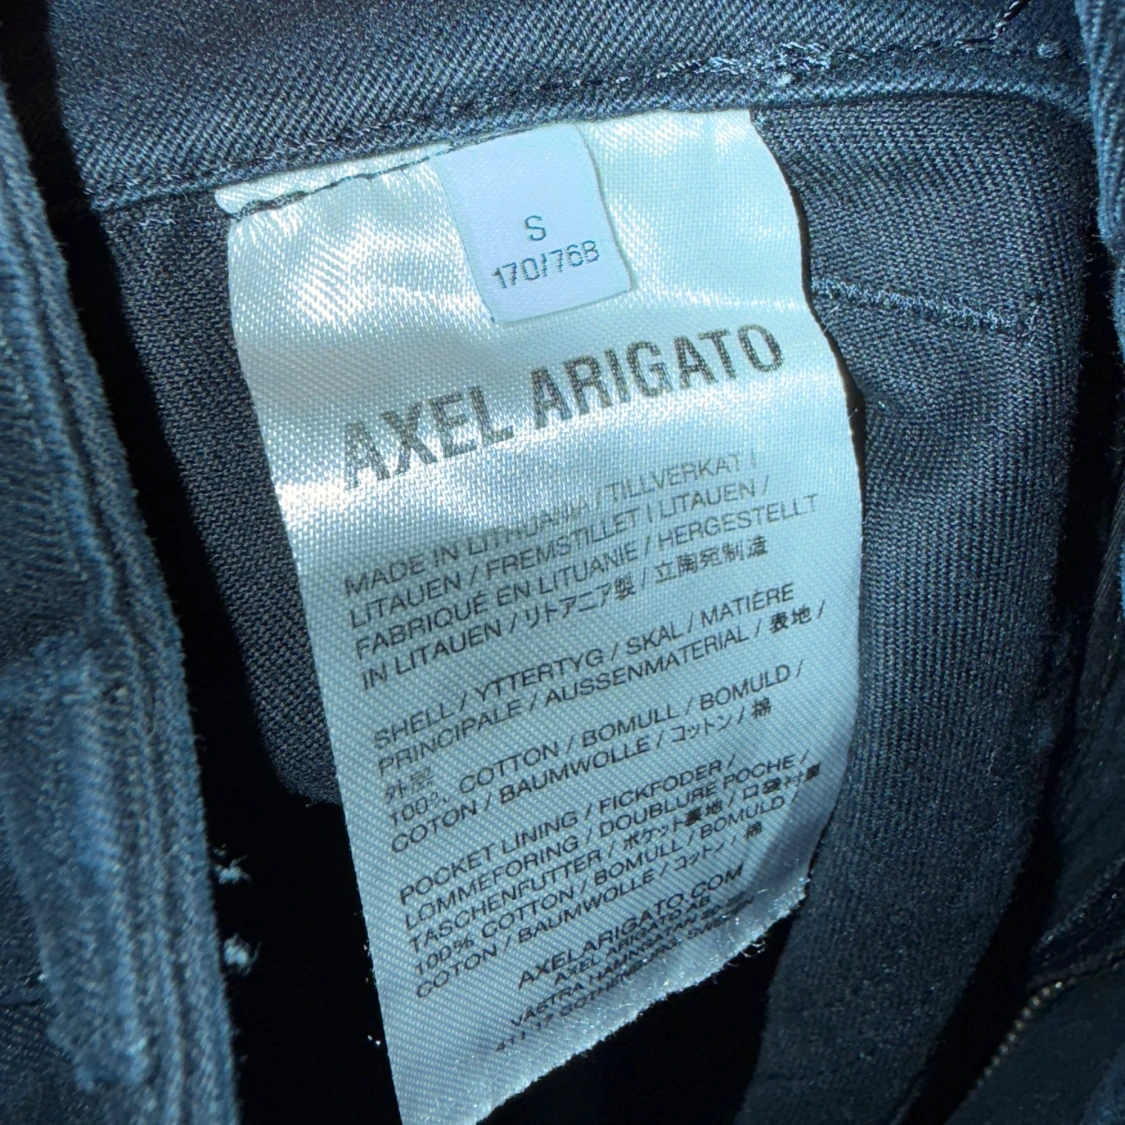 S
170/76B
AXEL ARIGATO
MADE IN LITHUANIA / TILLVERKAT I
LITAUEN / FREMSTILLET I LITAUEN /
FABRIQUÉ EN LITUANIE / HERGESTELLT
IN LITAUEN / リトアニア製 / 立陶宛制造
SHELL / YTTERTYG / SKAL / MATIÈRE
PRINCIPALE / AUSSENMATERIAL / 表地 /
外层
100% COTTON / BOMULL / BOMULD /
COTON / BAUMWOLLE / コットン / 棉
POCKET LINING / FICKFODER /
LOMMEFORING / DOUBLURE POCHE /
TASCHENFUTTER / ポケット裏地 / 口袋衬里
100% COTTON / BOMULL / BOMULD /
COTON / BAUMWOLLE / コットン / 棉
AXELARIGATO.COM
AXEL ARIGATO AB
VÄSTRA HAMNGATAN
411 17 GOTHENBURG, SWEDEN